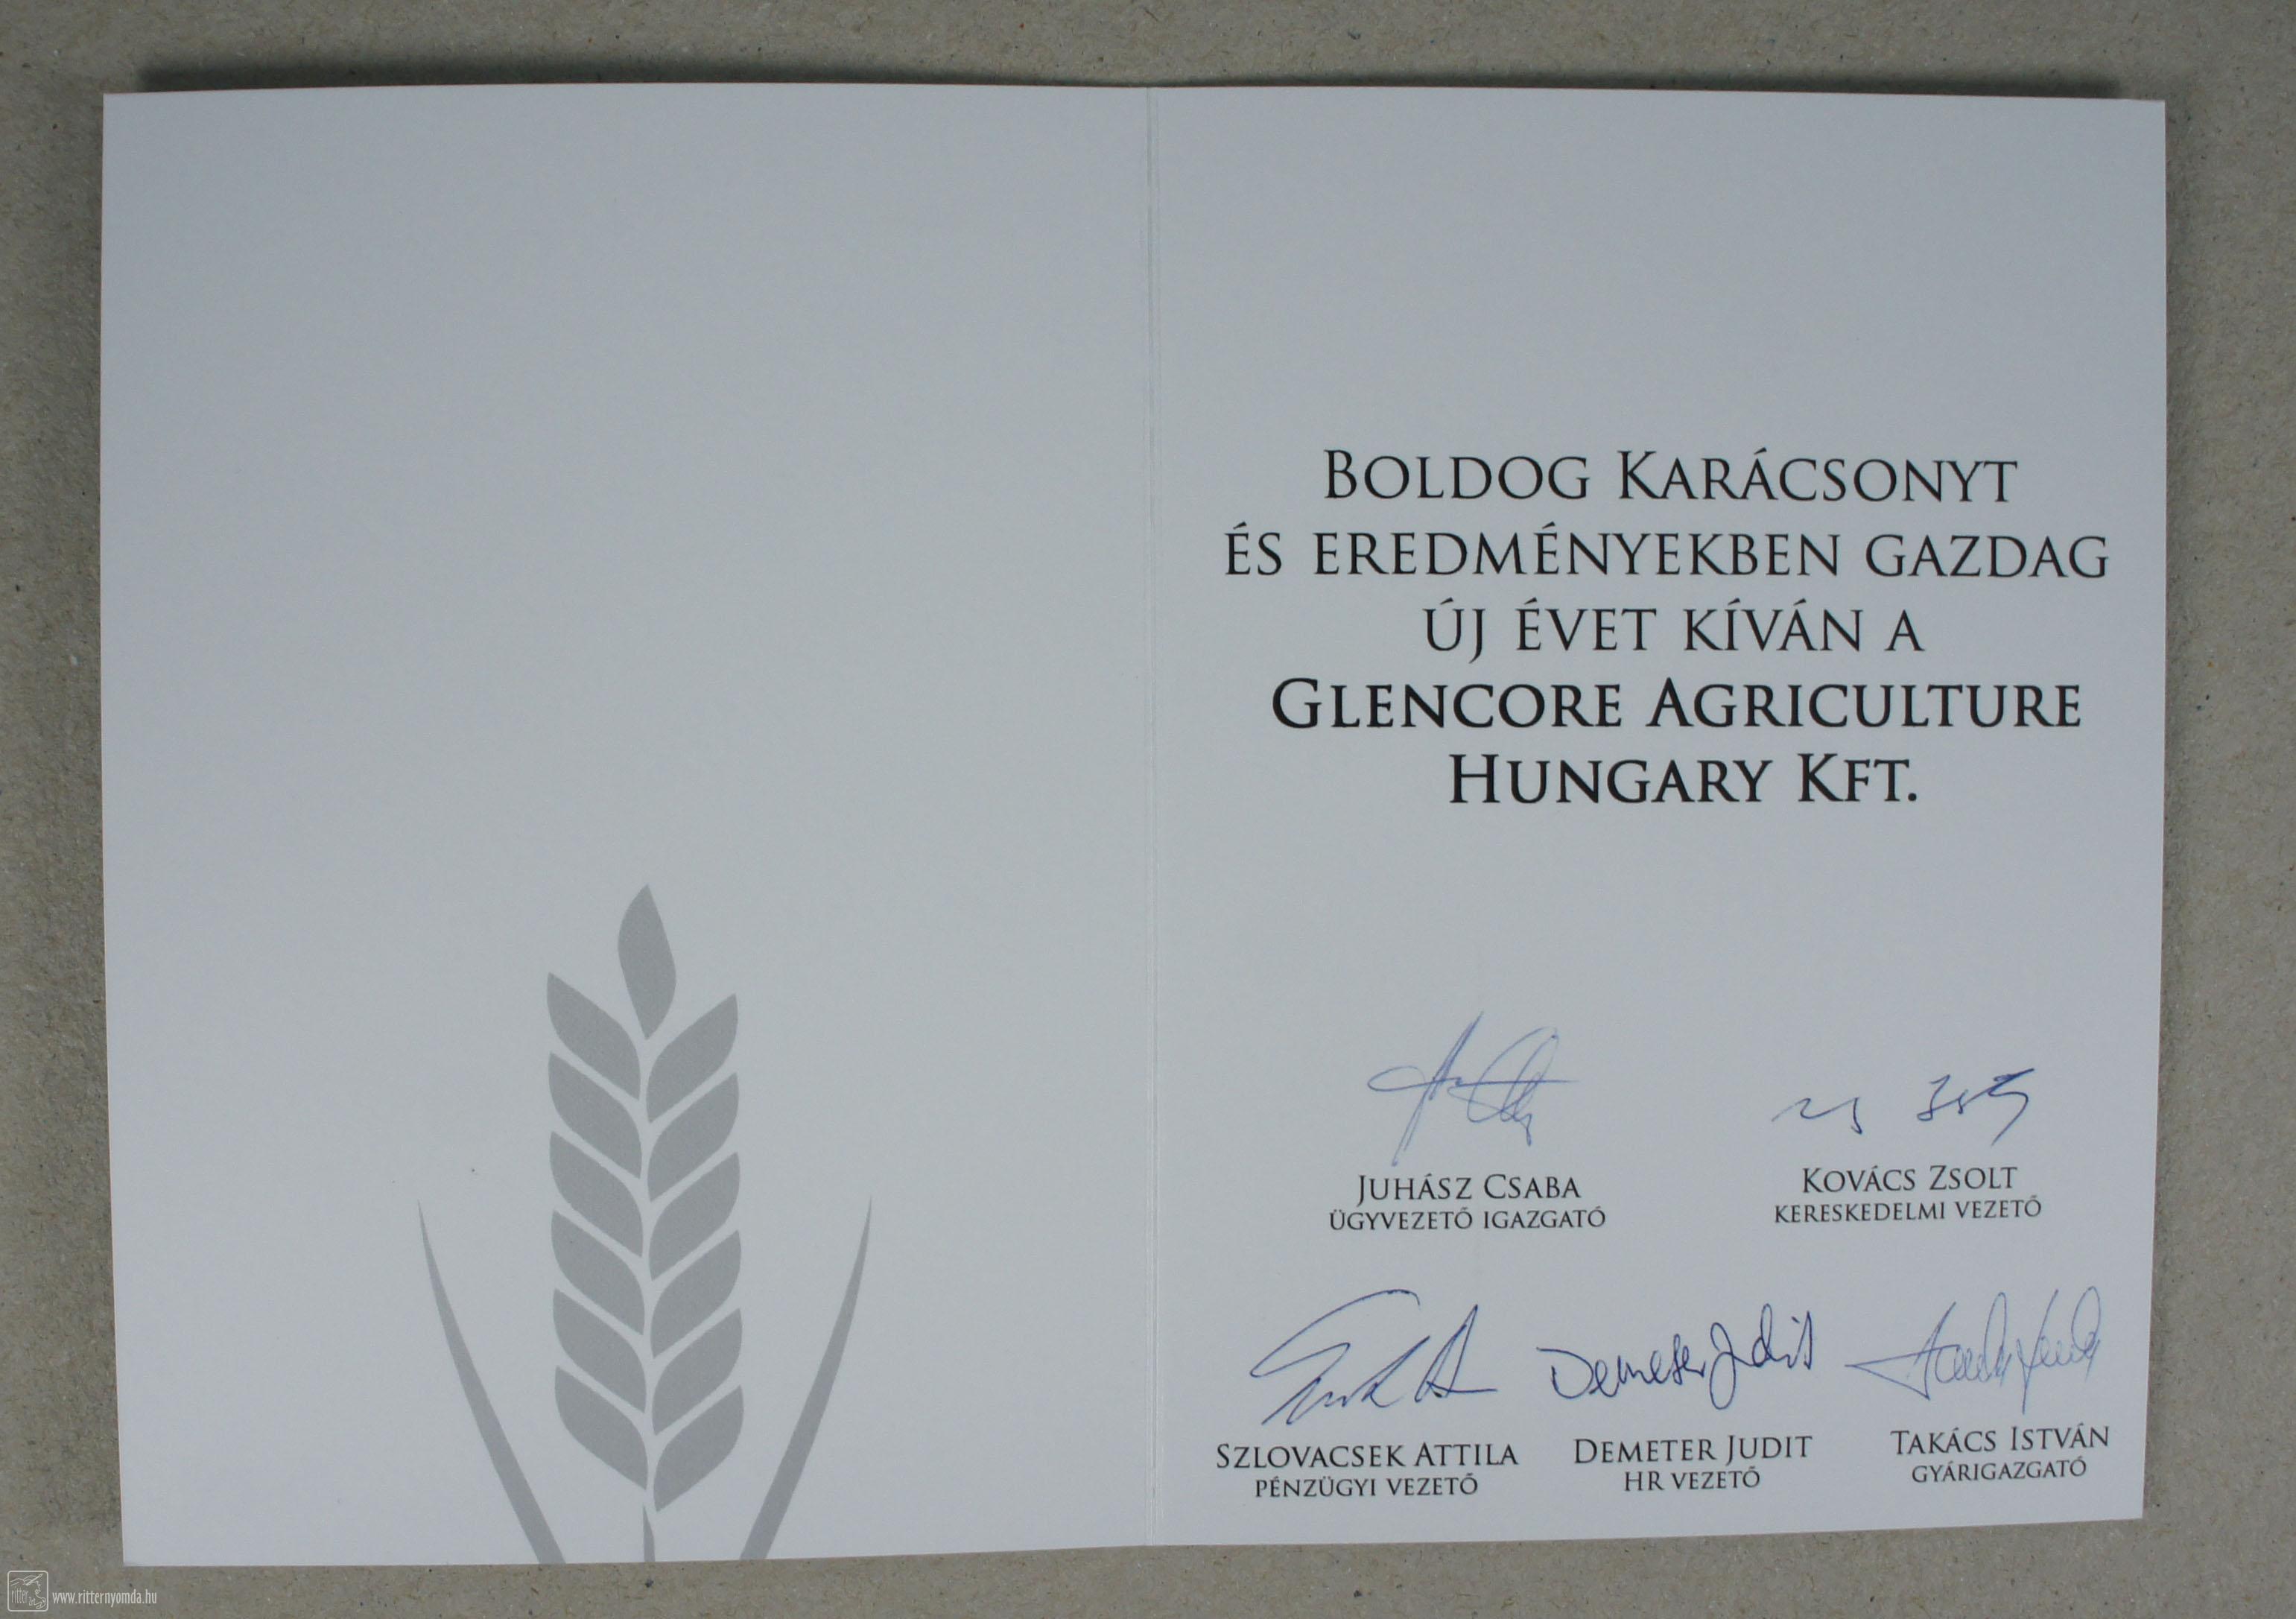 BOLDOG KARÁCSONYT
ÉS EREDMÉNYEKBEN GAZDAG
ÚJ ÉVET KÍVÁN A
GLENCORE AGRICULTURE
HUNGARY KFT.
JUHÁSZ CSABA
ÜGYVEZETŐ IGAZGATÓ
KOVÁCS ZSOLT
KERESKEDELMI VEZETŐ
Demeter Judit
SZLOVACSEK ATTILA
PÉNZÜGYI VEZETŐ
DEMETER JUDIT
HR VEZETŐ
TAKÁCS ISTVÁN
GYÁRIGAZGATÓ
ritter
www.ritternyomda.hu